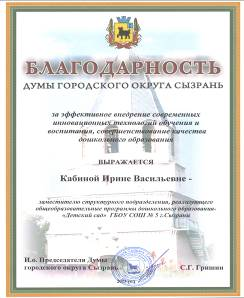 БЛАГОДАРНОСТЬ
ДУМЫ ГОРОДСКОГО ОКРУГА СЫЗРАНЬ
за эффективное внедрение современных
инновационных технологий обучения и
воспитания, совершенствование качества
дошкольного образования
ВЫРАЖАЕТСЯ
Кабиной Ирине Васильевне -
заместителю структурного подразделения, реализующего
общеобразовательные программы дошкольного образования-
«Детский сад» ГБОУ СОШ № 5 г.Сызрани
И.о. Председателя Думы
городского округа Сызрань
С.Г. Гришин